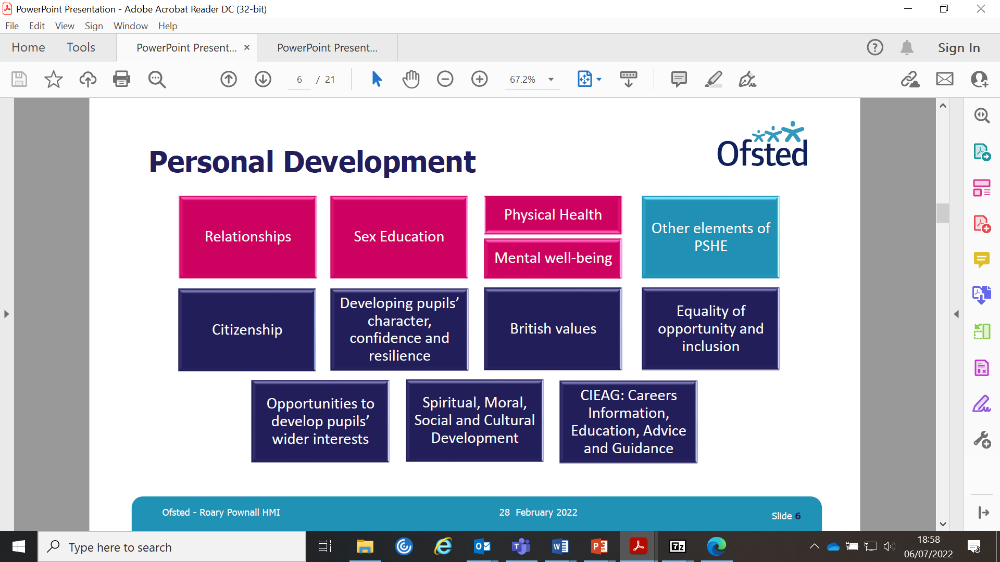 PowerPoint Presentation - Adobe Acrobat Reader DC (32-bit)
File Edit View Sign Window Help
Home Tools PowerPoint Present... × PowerPoint Present... Sign In
6 / 21 67.2%
Ofsted
Personal Development
Relationships
Sex Education
Physical Health
Mental well-being
Other elements of
PSHE
Citizenship
Developing pupils’
character,
confidence and
resilience
British values
Equality of
opportunity and
inclusion
Opportunities to
develop pupils’
wider interests
Spiritual, Moral,
Social and Cultural
Development
CIEAG: Careers
Information,
Education, Advice
and Guidance
Ofsted - Roary Pownall HMI 28 February 2022 Slide 6
Type here to search
18:58
06/07/2022